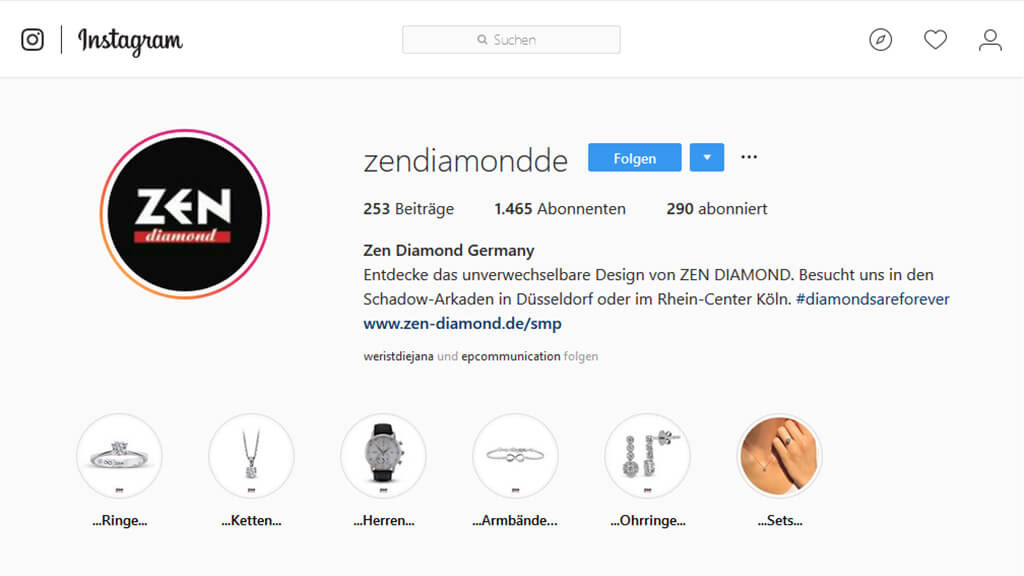 Instagram
Suchen
ZEN
diamond
zendiamondde Folgen
253 Beiträge 1.465 Abonnenten 290 abonniert
Zen Diamond Germany
Entdecke das unverwechselbare Design von ZEN DIAMOND. Besucht uns in den
Schadow-Arkaden in Düsseldorf oder im Rhein-Center Köln. #diamondsareforever
www.zen-diamond.de/smp
weristdiejana und epcommunication folgen
...Ringe... ...Ketten... ...Herren... ...Armbände... ...Ohrringe... ...Sets...